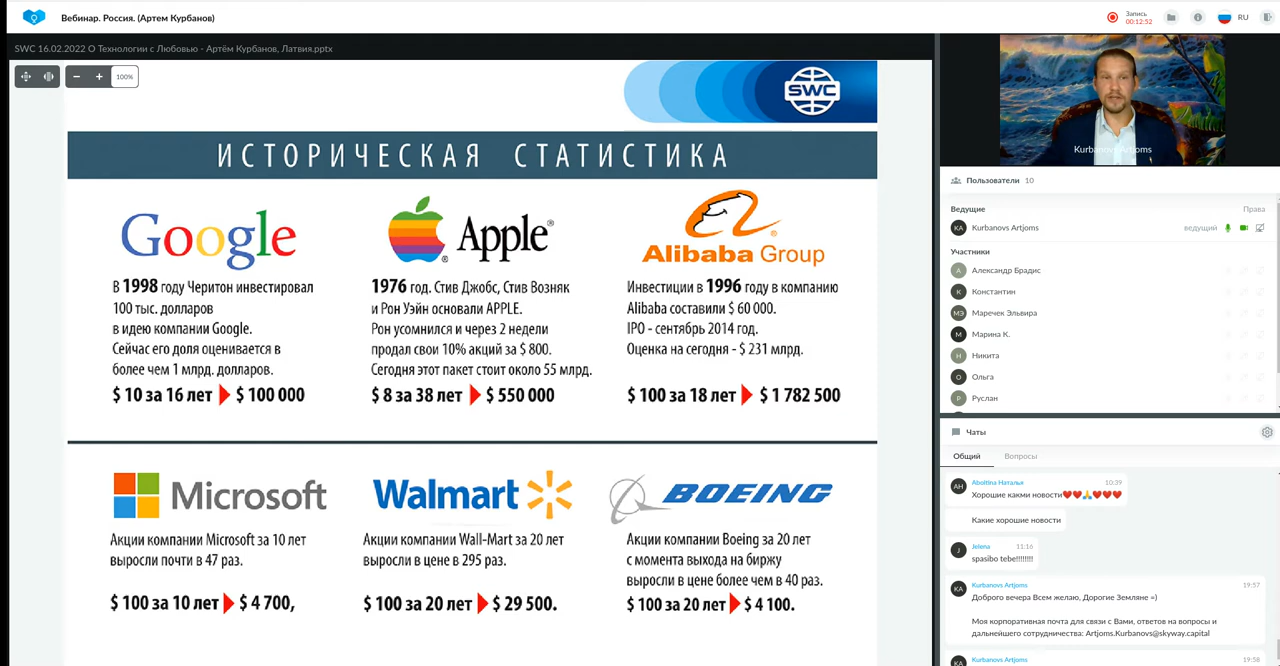 Вебинар. Россия. (Артем Курбанов)
Запись
00:12:52
RU
SWC 16.02.2022 О Технологии с Любовью - Артём Курбанов, Латвия.pptx
100%
SWC
ИСТОРИЧЕСКАЯ СТАТИСТИКА
Google
В 1998 году Черитон инвестировал
100 тыс. долларов
в идею компании Google.
Сейчас его доля оценивается в
более чем 1 млрд. долларов.
$ 10 за 16 лет $ 100 000
Apple®
1976 год. Стив Джобс, Стив Возняк
и Рон Уэйн основали APPLE.
Рон усомнился и через 2 недели
продал свои 10% акций за $ 800.
Сегодня этот пакет стоит около 55 млрд.
$ 8 за 38 лет $ 550 000
Alibaba Group
Инвестиции в 1996 году в компанию
Alibaba составили $ 60 000.
IPO - сентябрь 2014 год.
Оценка на сегодня - $ 231 млрд.
$ 100 за 18 лет $ 1 782 500
Microsoft
Акции компании Microsoft за 10 лет
выросли почти в 47 раз.
$ 100 за 10 лет $ 4 700,
Walmart
Акции компании Wall-Mart за 20 лет
выросли в цене в 295 раз.
$ 100 за 20 лет $ 29 500.
BOEING
Акции компании Boeing за 20 лет
с момента выхода на биржу
выросли в цене более чем в 40 раз.
$ 100 за 20 лет $ 4 100.
Kurbanovs Artjoms
Пользователи 10
Ведущие Права
KA Kurbanovs Artjoms ведущий
Участники
А Александр Брадис
К Константин
МЭ Маречек Эльвира
М Марина К.
Н Никита
О Ольга
Р Руслан
Чаты
Общий Вопросы
АН Aboltina Наталья 10:39
Хорошие какми новости❤❤🙏❤❤❤
Какие хорошие новости
J Jelena 11:16
spasibo tebe!!!!!!!!
KA Kurbanovs Artjoms 19:57
Доброго вечера Всем желаю, Дорогие Земляне =)
Моя корпоративная почта для связи с Вами, ответов на вопросы и
дальнейшего сотрудничества: Artjoms.Kurbanovs@skyway.capital
KA Kurbanovs Artjoms 19:58